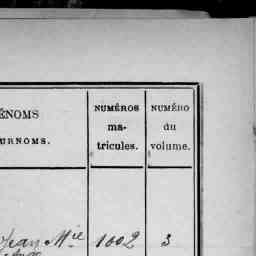 ÉNOMS
URNOMS.
NUMÉROS
ma-
tricules.
NUMÉRO
du
volume.
Jean Mie 1002 3